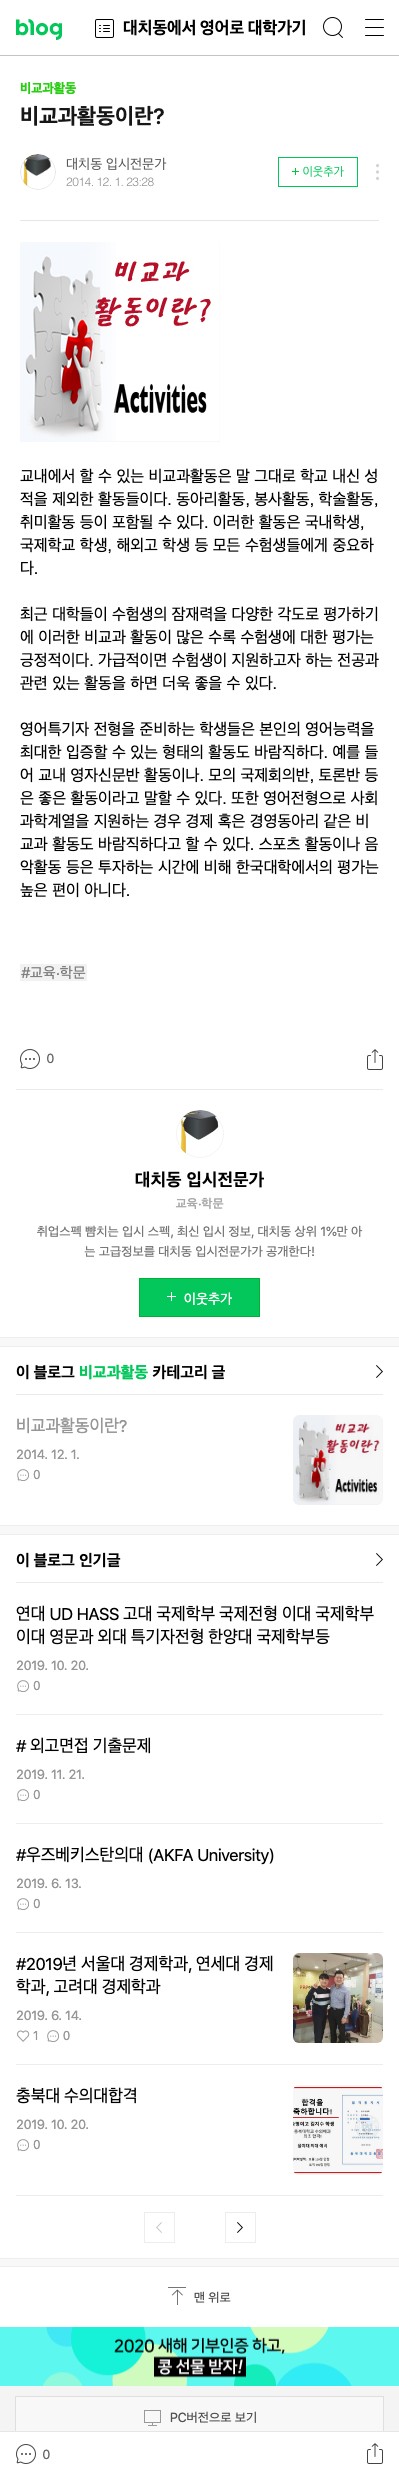 blog
대치동에서 영어로 대학가기
비교과활동
비교과활동이란?
대치동 입시전문가
2014. 12. 1. 23:28
+ 이웃추가
비교과
활동이란?
Activities
교내에서 할 수 있는 비교과활동은 말 그대로 학교 내신 성
적을 제외한 활동들이다. 동아리활동, 봉사활동, 학술활동,
취미활동 등이 포함될 수 있다. 이러한 활동은 국내학생,
국제학교 학생, 해외고 학생 등 모든 수험생들에게 중요하
다.
최근 대학들이 수험생의 잠재력을 다양한 각도로 평가하기
에 이러한 비교과 활동이 많은 수록 수험생에 대한 평가는
긍정적이다. 가급적이면 수험생이 지원하고자 하는 전공과
관련 있는 활동을 하면 더욱 좋을 수 있다.
영어특기자 전형을 준비하는 학생들은 본인의 영어능력을
최대한 입증할 수 있는 형태의 활동도 바람직하다. 예를 들
어 교내 영자신문반 활동이나. 모의 국제회의반, 토론반 등
은 좋은 활동이라고 말할 수 있다. 또한 영어전형으로 사회
과학계열을 지원하는 경우 경제 혹은 경영동아리 같은 비
교과 활동도 바람직하다고 할 수 있다. 스포츠 활동이나 음
악활동 등은 투자하는 시간에 비해 한국대학에서의 평가는
높은 편이 아니다.
#교육·학문
0
대치동 입시전문가
교육·학문
취업스펙 뺨치는 입시 스펙, 최신 입시 정보, 대치동 상위 1%만 아
는 고급정보를 대치동 입시전문가가 공개한다!
+ 이웃추가
이 블로그 비교과활동 카테고리 글
비교과활동이란?
2014. 12. 1.
0
비교과
활동이란?
Activities
이 블로그 인기글
연대 UD HASS 고대 국제학부 국제전형 이대 국제학부
이대 영문과 외대 특기자전형 한양대 국제학부등
2019. 10. 20.
0
# 외고면접 기출문제
2019. 11. 21.
0
#우즈베키스탄의대 (AKFA University)
2019. 6. 13.
0
#2019년 서울대 경제학과, 연세대 경제
학과, 고려대 경제학과
2019. 6. 14.
1 0
충북대 수의대합격
2019. 10. 20.
0
합격을
축하합니다!
맨 위로
2020 새해 기부인증 하고,
콩 선물 받자!
PC버전으로 보기
0